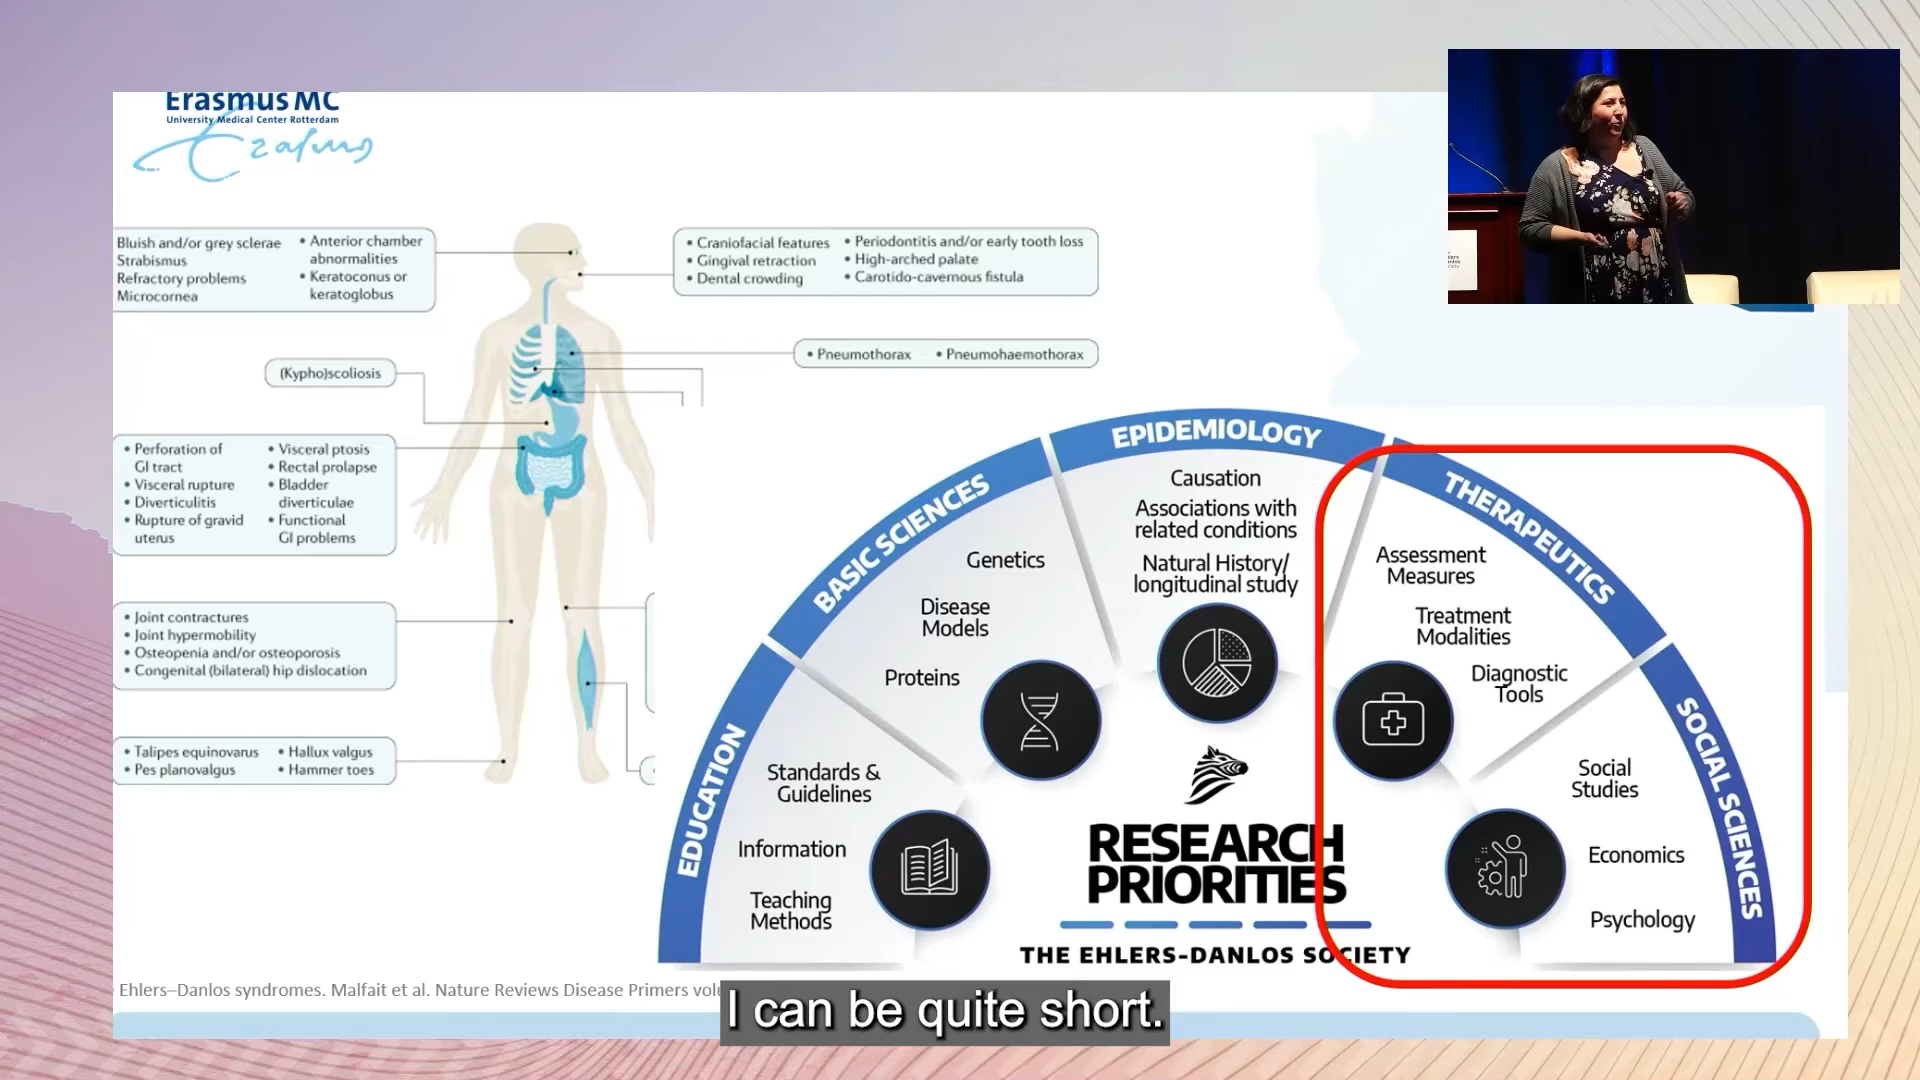 Erasmus MC
University Medical Center Rotterdam
Erasmus
Bluish and/or grey sclerae
Strabismus
Refractory problems
Microcornea
• Anterior chamber
abnormalities
• Keratoconus or
keratoglobus
• Craniofacial features
• Gingival retraction
• Dental crowding
• Periodontitis and/or early tooth loss
• High-arched palate
• Carotido-cavernous fistula
• Pneumothorax • Pneumohaemothorax
(Kypho)scoliosis
• Perforation of
GI tract
• Visceral rupture
• Diverticulitis
• Rupture of gravid
uterus
• Visceral ptosis
• Rectal prolapse
• Bladder
diverticulae
• Functional
GI problems
• Joint contractures
• Joint hypermobility
• Osteopenia and/or osteoporosis
• Congenital (bilateral) hip dislocation
• Talipes equinovarus
• Pes planovalgus
• Hallux valgus
• Hammer toes
EDUCATION
Standards &
Guidelines
Information
Teaching
Methods
BASIC SCIENCES
Genetics
Disease
Models
Proteins
EPIDEMIOLOGY
Causation
Associations with
related conditions
Natural History/
longitudinal study
THERAPEUTICS
Assessment
Measures
Treatment
Modalities
Diagnostic
Tools
SOCIAL SCIENCES
Social
Studies
Economics
Psychology
RESEARCH
PRIORITIES
THE EHLERS-DANLOS SOCIETY
Ehlers–Danlos syndromes. Malfait et al. Nature Reviews Disease Primers
I can be quite short.